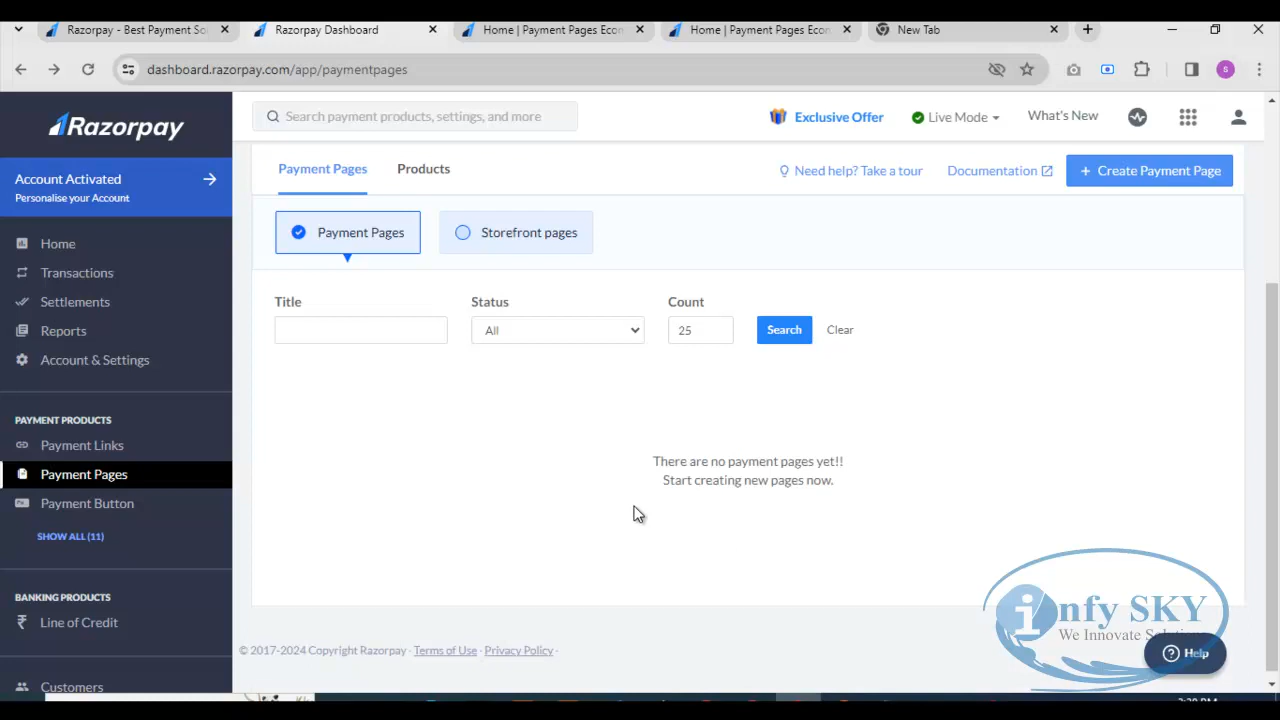 Razorpay - Best Payment So
Razorpay Dashboard
Home | Payment Pages Econ
Home | Payment Pages Econ
New Tab
dashboard.razorpay.com/app/paymentpages
S
Razorpay
Search payment products, settings, and more
Exclusive Offer
Live Mode
What's New
Account Activated
Personalise your Account
Payment Pages
Products
Need help? Take a tour
Documentation
+ Create Payment Page
Payment Pages
Storefront pages
Home
Transactions
Settlements
Reports
Account & Settings
Title
Status
Count
All
25
Search
Clear
PAYMENT PRODUCTS
Payment Links
Payment Pages
Payment Button
SHOW ALL (11)
There are no payment pages yet!!
Start creating new pages now.
BANKING PRODUCTS
₹ Line of Credit
Customers
infy SKY
We Innovate Solutions
Help
© 2017-2024 Copyright Razorpay · Terms of Use · Privacy Policy ·